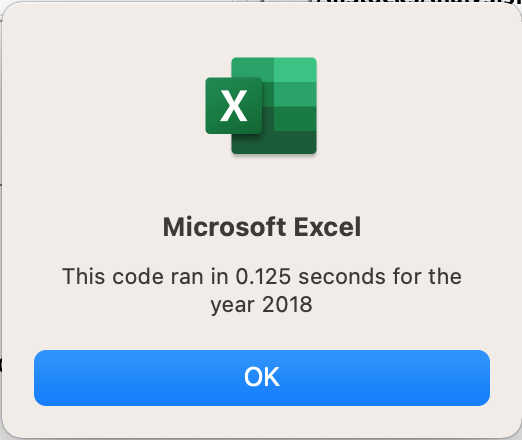 X
Microsoft Excel
This code ran in 0.125 seconds for the
year 2018
OK